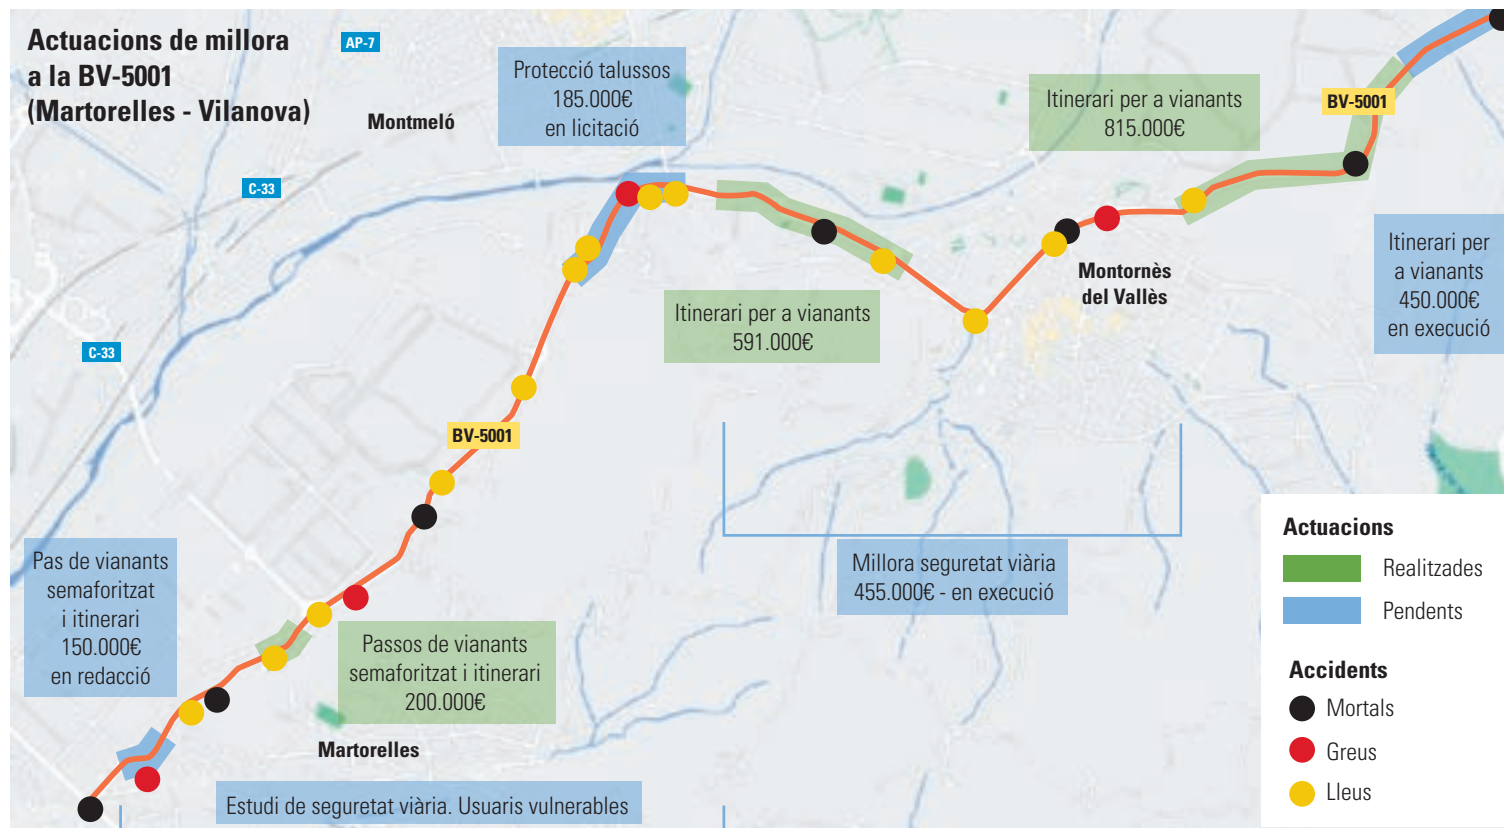 Actuacions de millora
a la BV-5001
(Martorelles - Vilanova)
AP-7
Montmeló
C-33
C-33
Protecció talussos
185.000€
en licitació
Itinerari per a vianants
815.000€
BV-5001
Itinerari per
a vianants
450.000€
en execució
Montornès
del Vallès
Itinerari per a vianants
591.000€
BV-5001
Millora seguretat viària
455.000€ - en execució
Pas de vianants
semaforitzat
i itinerari
150.000€
en redacció
Passos de vianants
semaforitzat i itinerari
200.000€
Martorelles
Estudi de seguretat viària. Usuaris vulnerables
Actuacions
Realitzades
Pendents
Accidents
Mortals
Greus
Lleus